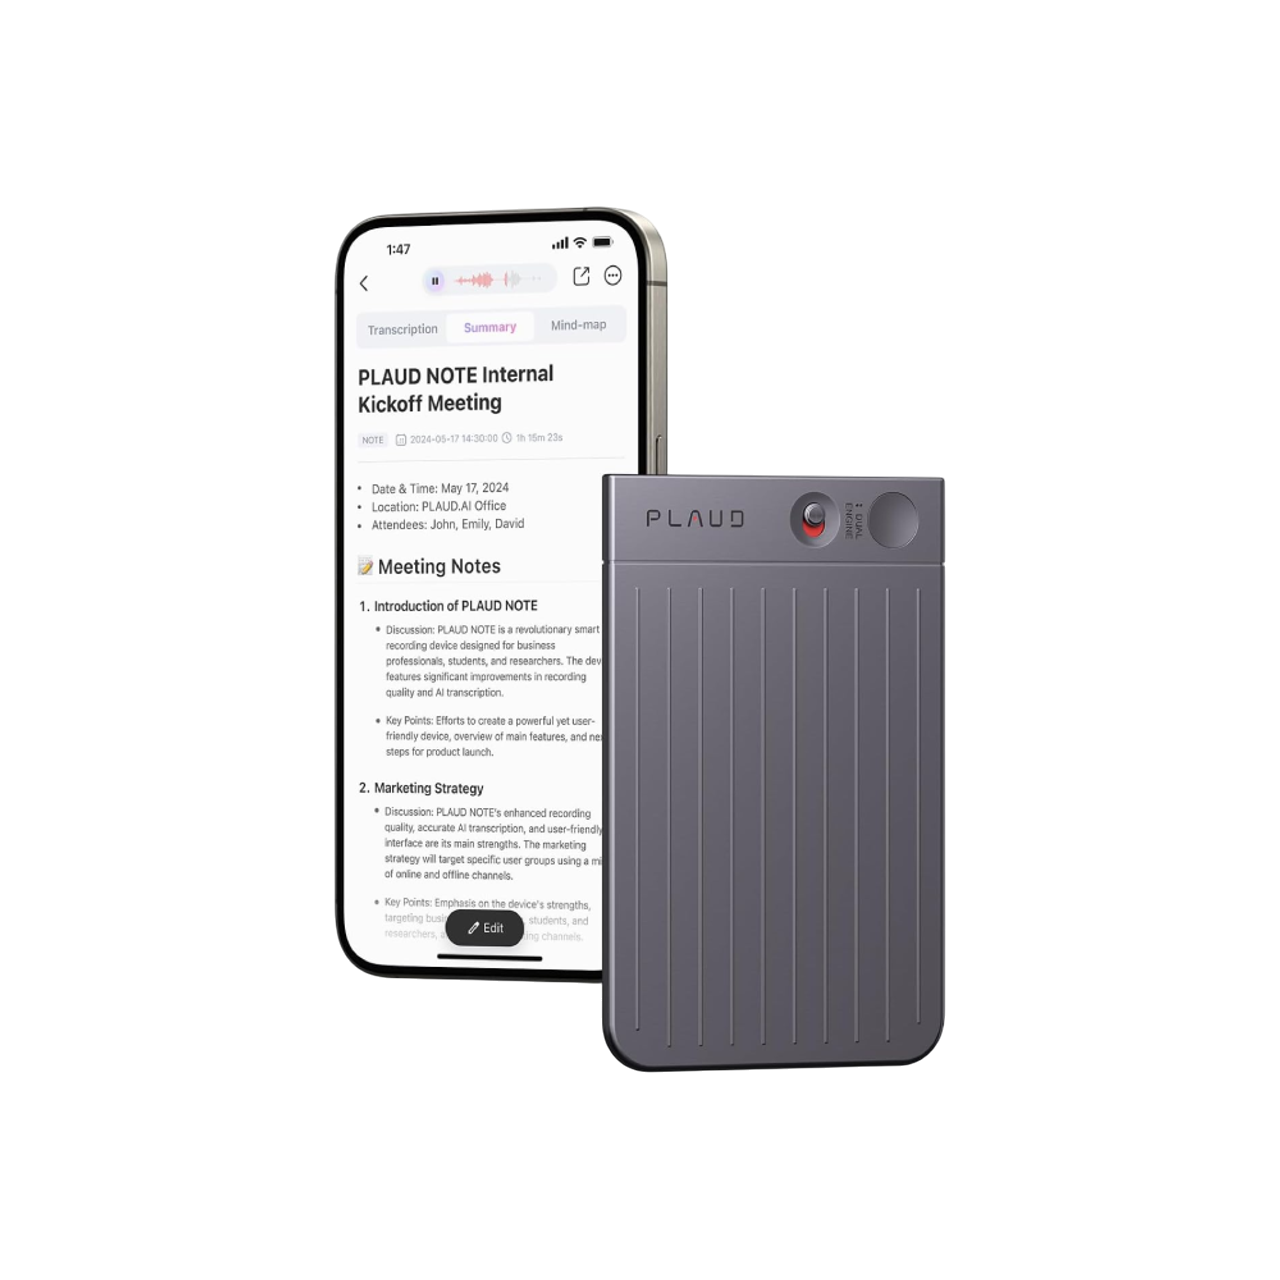 1:47
Transcription Summary Mind-map
PLAUD NOTE Internal
Kickoff Meeting
NOTE 2024-05-17 14:30:00 1h 15m 23s
• Date & Time: May 17, 2024
• Location: PLAUD.AI Office
• Attendees: John, Emily, David
📝 Meeting Notes
1. Introduction of PLAUD NOTE
• Discussion: PLAUD NOTE is a revolutionary smart
recording device designed for business
professionals, students, and researchers. The dev
features significant improvements in recording
quality and AI transcription.
• Key Points: Efforts to create a powerful yet user-
friendly device, overview of main features, and ne
steps for product launch.
2. Marketing Strategy
• Discussion: PLAUD NOTE's enhanced recording
quality, accurate AI transcription, and user-friendly
interface are its main strengths. The marketing
strategy will target specific user groups using a mi
of online and offline channels.
• Key Points: Emphasis on the device's strengths,
targeting busi , students, and
researchers, a ing channels.
Edit
PLAUD
DUAL
ENGINE